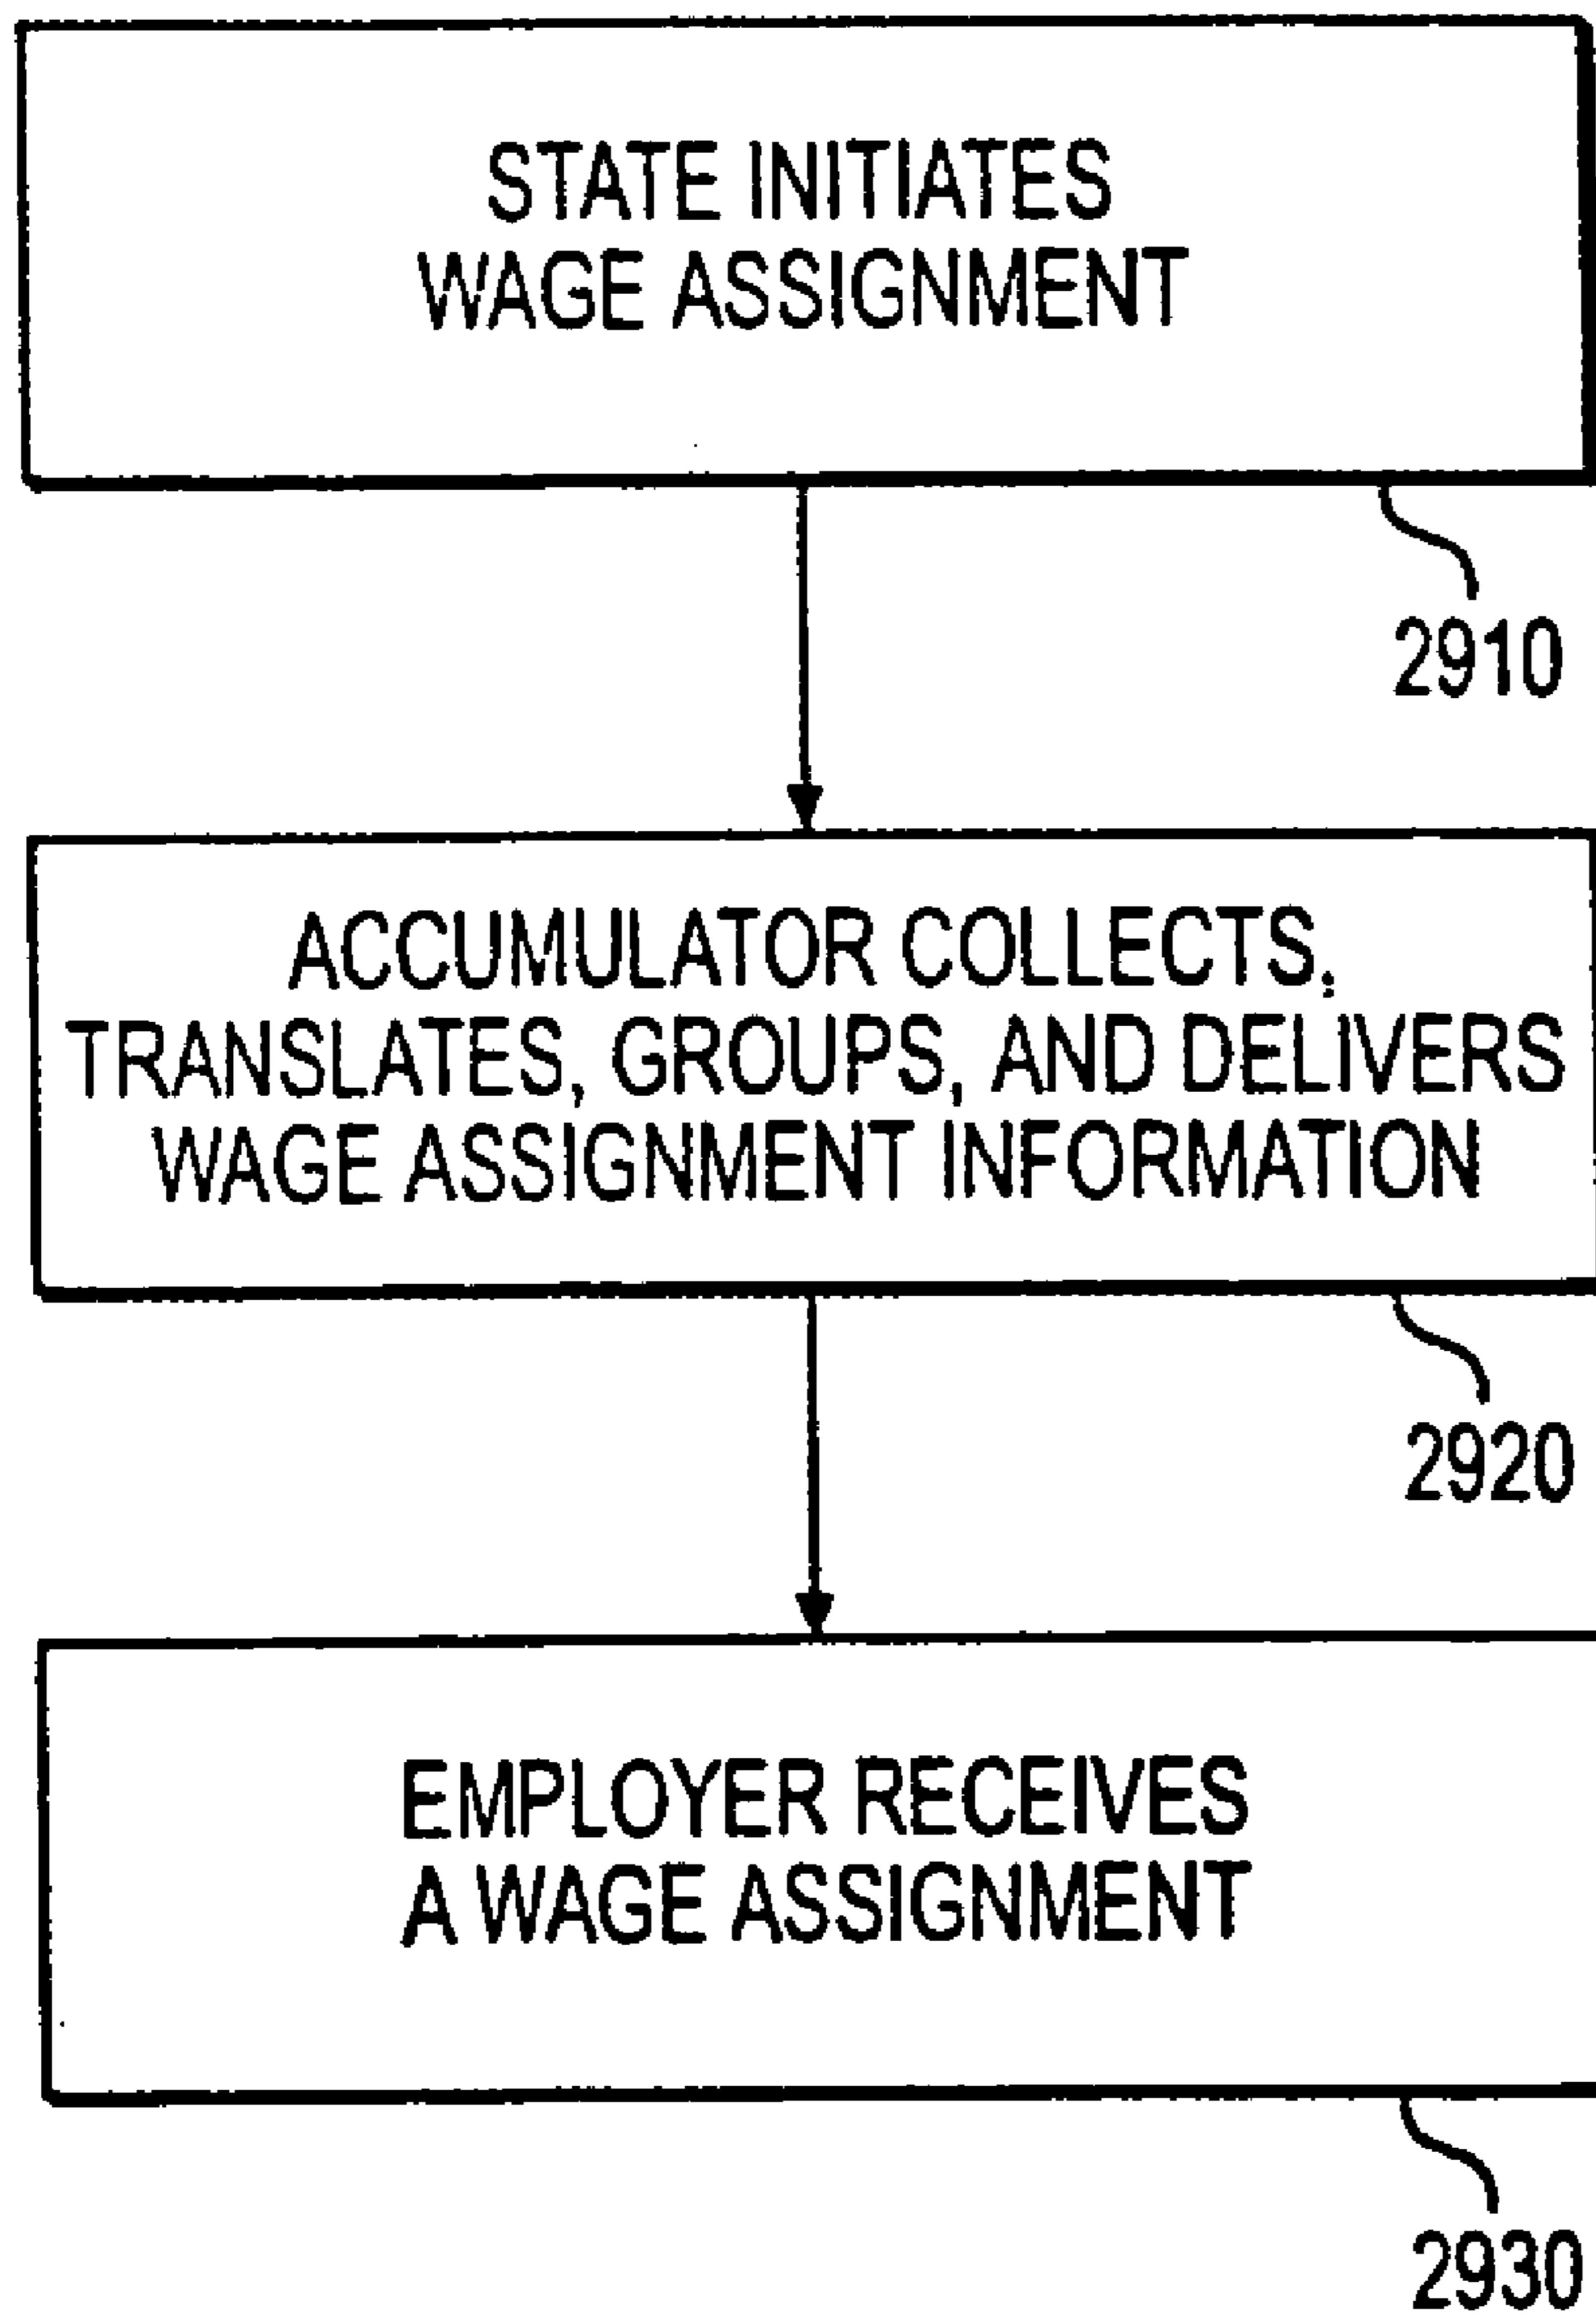 STATE INITIATES
WAGE ASSIGNMENT
2910
ACCUMULATOR COLLECTS,
TRANSLATES, GROUPS, AND DELIVERS
WAGE ASSIGNMENT INFORMATION
2920
EMPLOYER RECEIVES
A WAGE ASSIGNMENT
2930